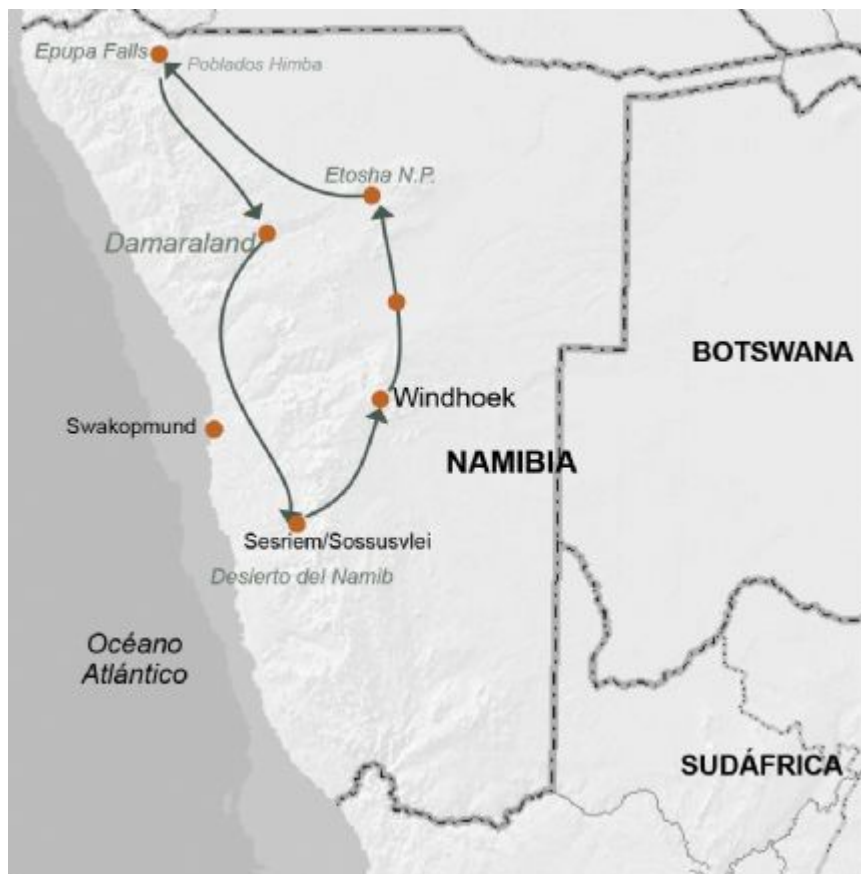 Epupa Falls
Poblados Himba
Etosha N.P.
Damaraland
BOTSWANA
Windhoek
Swakopmund
NAMIBIA
Sesriem/Sossusvlei
Desierto del Namib
Océano
Atlántico
SUDÁFRICA